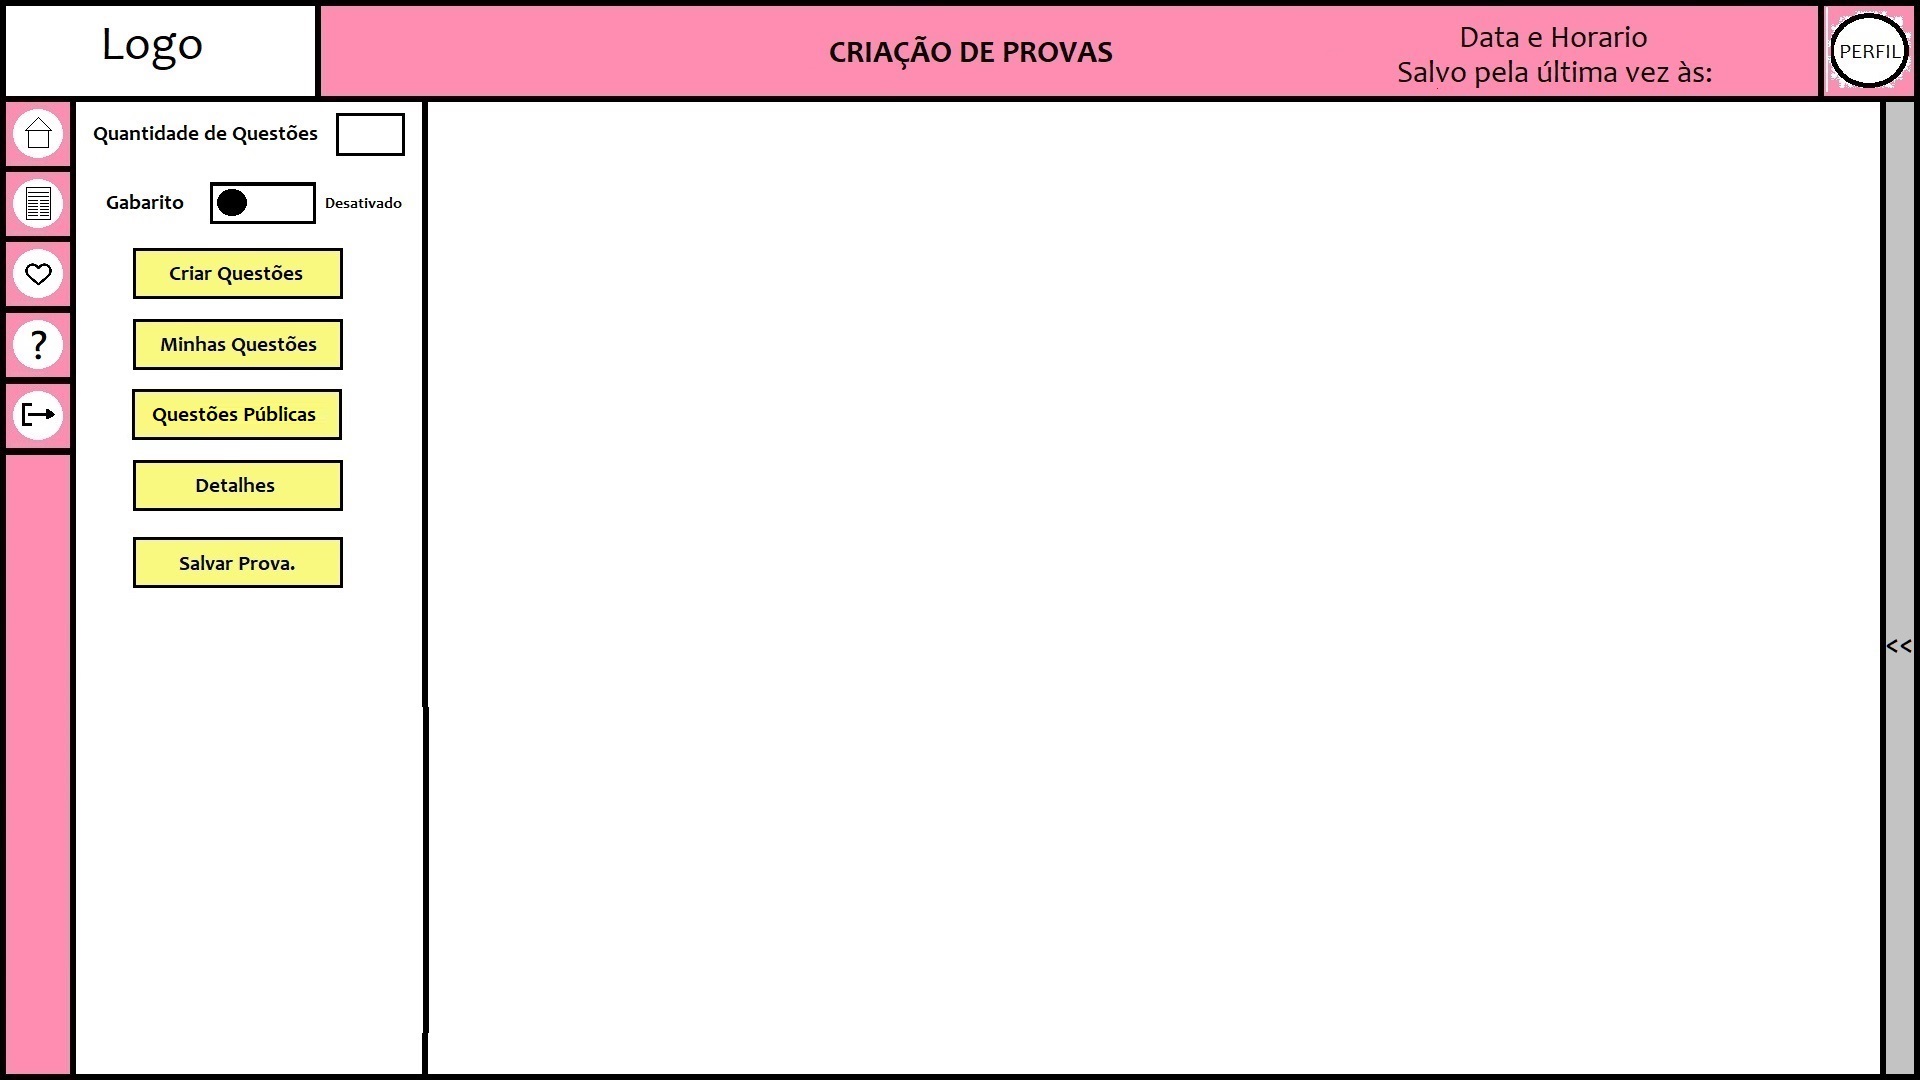 Logo
CRIAÇÃO DE PROVAS
Data e Horario
Salvo pela última vez às:
PERFIL
Quantidade de Questões
Gabarito
Desativado
Criar Questões
?
Minhas Questões
Questões Públicas
Detalhes
Salvar Prova.
<<